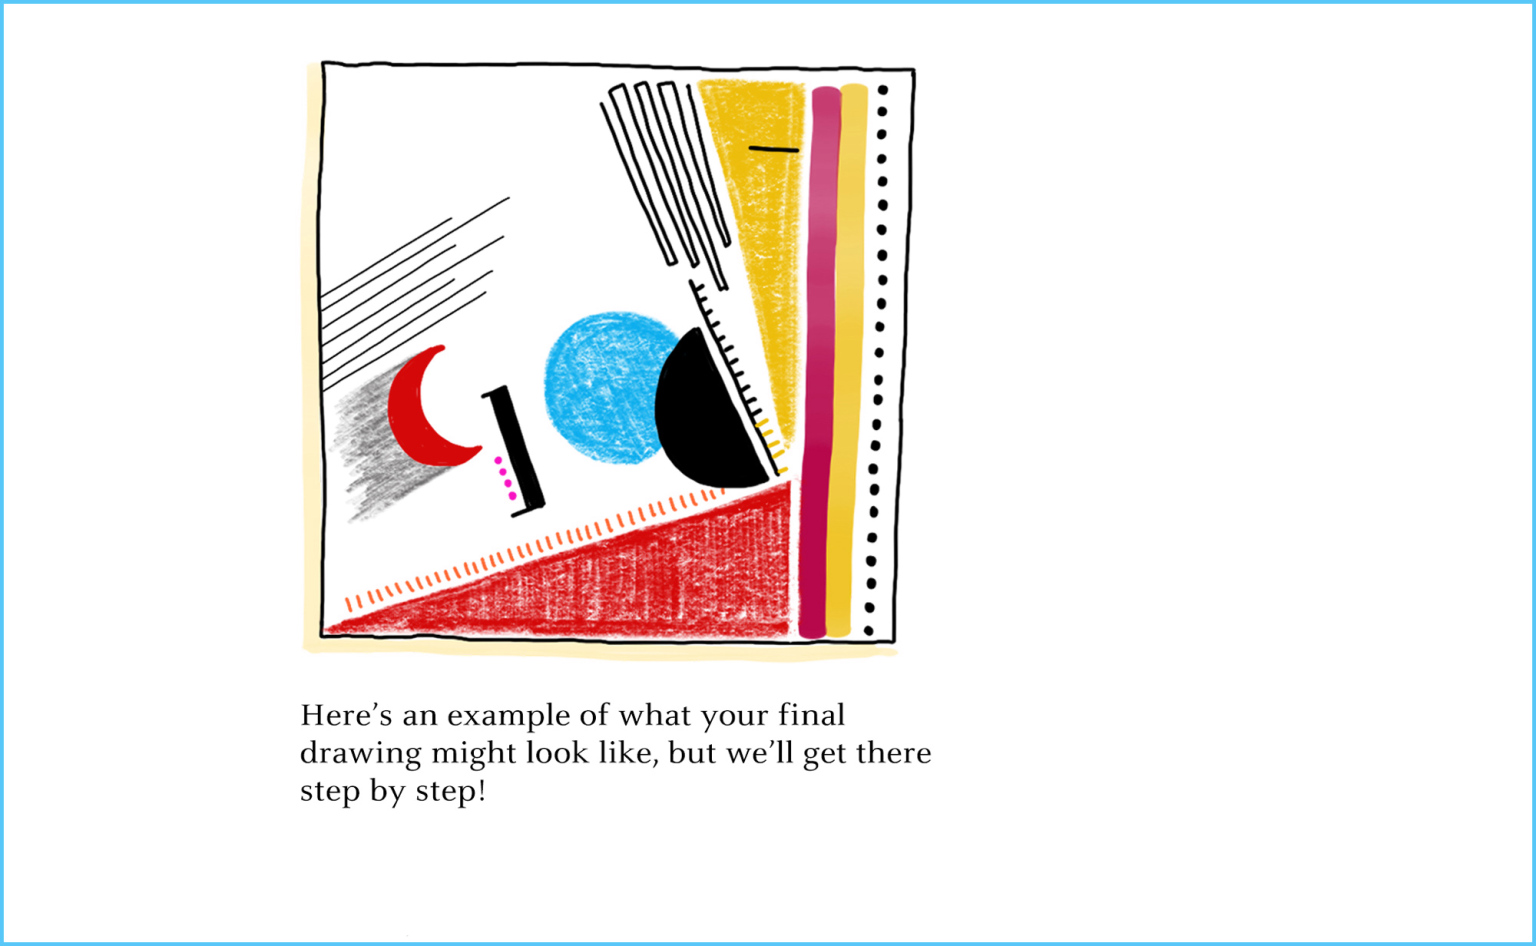 Here’s an example of what your final
drawing might look like, but we’ll get there
step by step!